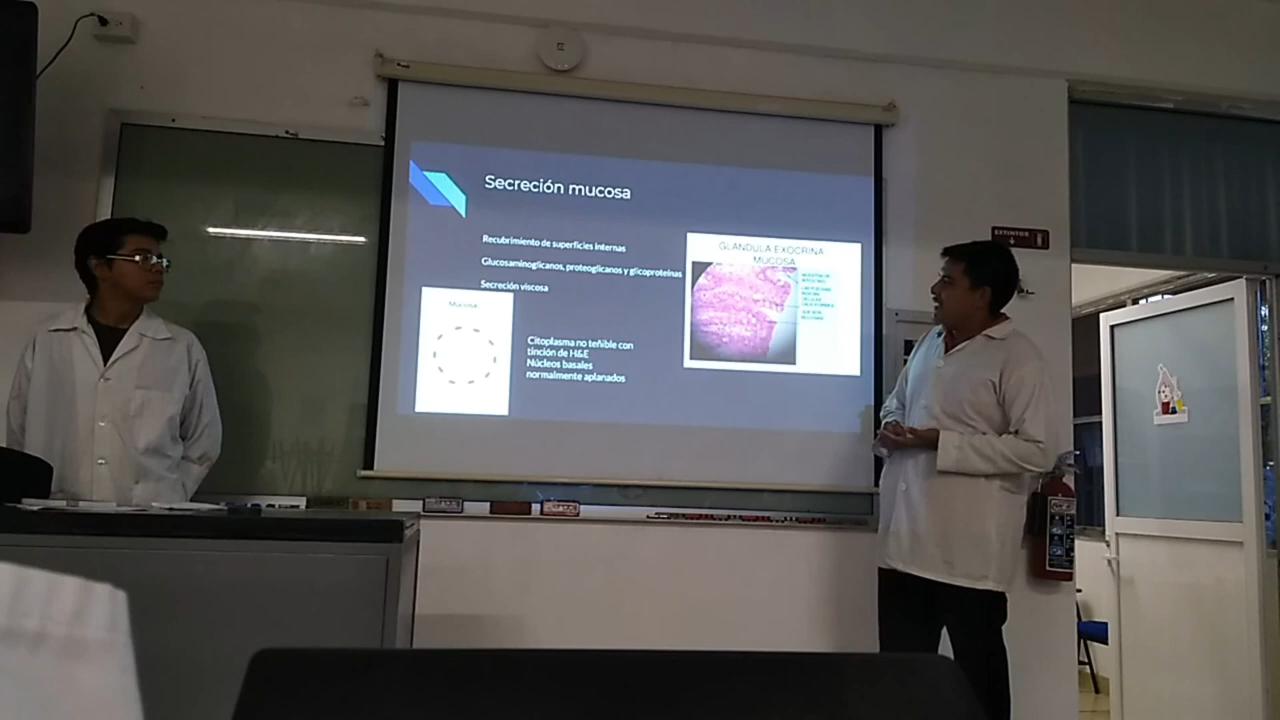 Secreción mucosa
Recubrimiento de superficies internas
Glucosaminoglicanos, proteoglicanos y glicoproteínas
Secreción viscosa
Mucosa
Citoplasma no teñible con
tinción de H&E
Núcleos basales
normalmente aplanados
GLANDULA EXOCRINA
MUCOSA
EXTINTOR